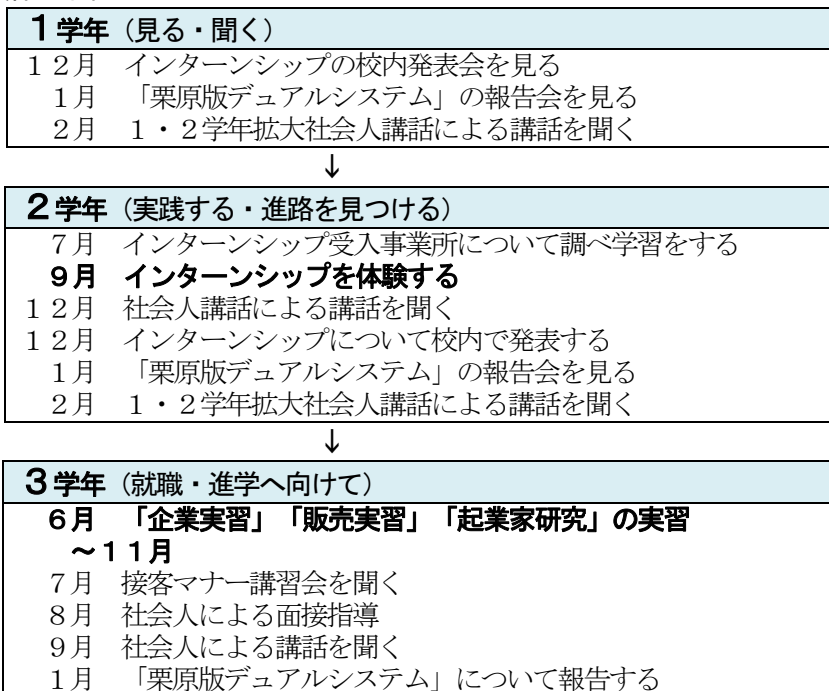 1学年（見る・聞く）
12月 インターンシップの校内発表会を見る
1月 「栗原版デュアルシステム」の報告会を見る
2月 1・2学年拡大社会人講話による講話を聞く
↓
2学年（実践する・進路を見つける）
7月 インターンシップ受入事業所について調べ学習をする
9月 インターンシップを体験する
12月 社会人講話による講話を聞く
12月 インターンシップについて校内で発表する
1月 「栗原版デュアルシステム」の報告会を見る
2月 1・2学年拡大社会人講話による講話を聞く
↓
3学年（就職・進学へ向けて）
6月 「企業実習」「販売実習」「起業家研究」の実習
～11月
7月 接客マナー講習会を聞く
8月 社会人による面接指導
9月 社会人による講話を聞く
1月 「栗原版デュアルシステム」について報告する